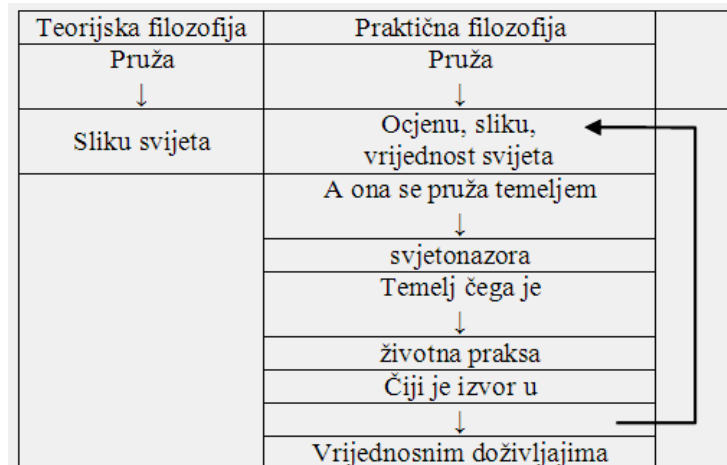 Teorijska filozofija
Praktična filozofija
Pruža
↓
Pruža
↓
Sliku svijeta
Ocjenu, sliku,
vrijednost svijeta
A ona se pruža temeljem
↓
svjetonazora
Temelj čega je
↓
životna praksa
Čiji je izvor u
↓
Vrijednosnim doživljajima